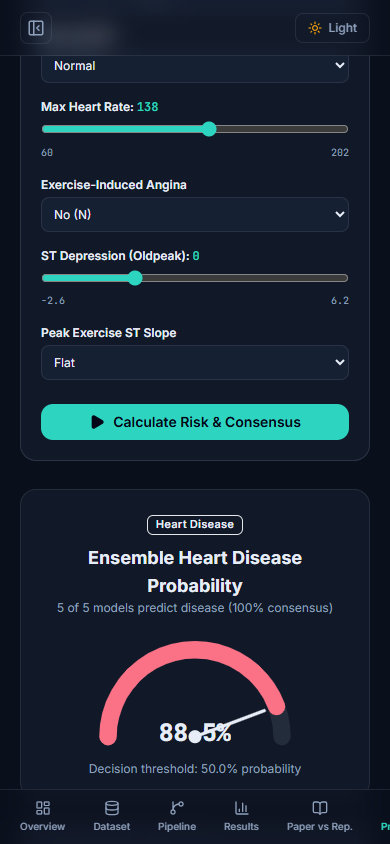 Light
Normal
Max Heart Rate: 138
60 202
Exercise-Induced Angina
No (N)
ST Depression (Oldpeak): 0
-2.6 6.2
Peak Exercise ST Slope
Flat
Calculate Risk & Consensus
Heart Disease
Ensemble Heart Disease
Probability
5 of 5 models predict disease (100% consensus)
88.5%
Decision threshold: 50.0% probability
Overview Dataset Pipeline Results Paper vs Rep.